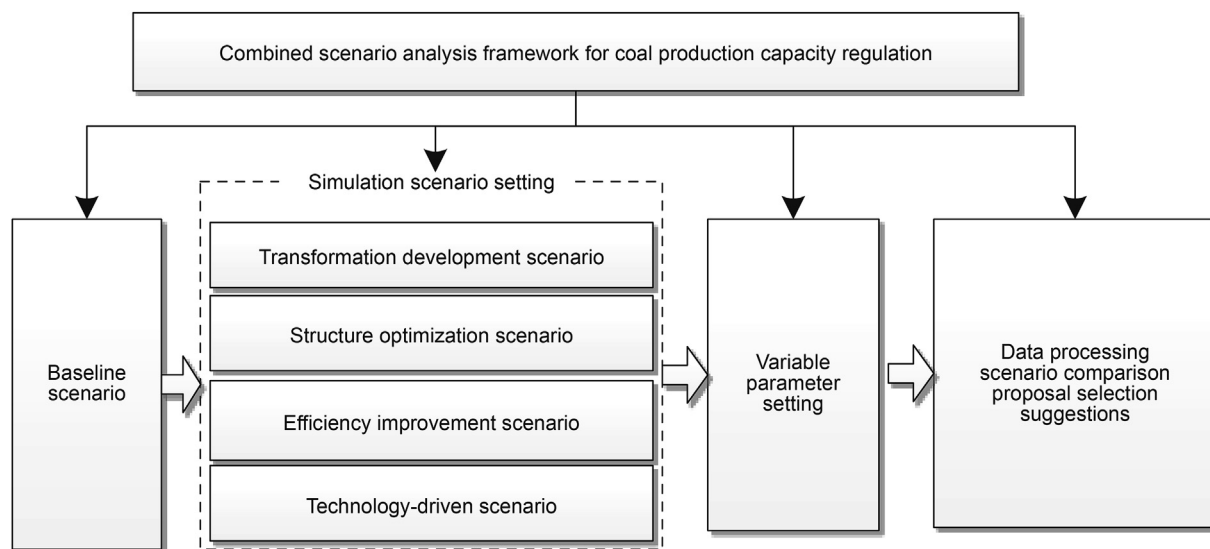 Combined scenario analysis framework for coal production capacity regulation
Simulation scenario setting
Baseline
scenario
Transformation development scenario
Structure optimization scenario
Efficiency improvement scenario
Technology-driven scenario
Variable
parameter
setting
Data processing
scenario comparison
proposal selection
suggestions